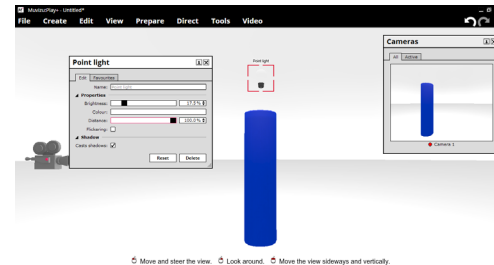 MuvizuPlay+ - Untitled*
File Create Edit View Prepare Direct Tools Video
Point light
Edit Favourites
Name: Point light
Properties
Brightness: 17,5 %
Colour:
Distance: 100,0 %
Flickering:
Shadow
Casts shadows:
Reset Delete
Point light
Cameras
All Active
Camera 1
1
Move and steer the view. Look around. Move the view sideways and vertically.